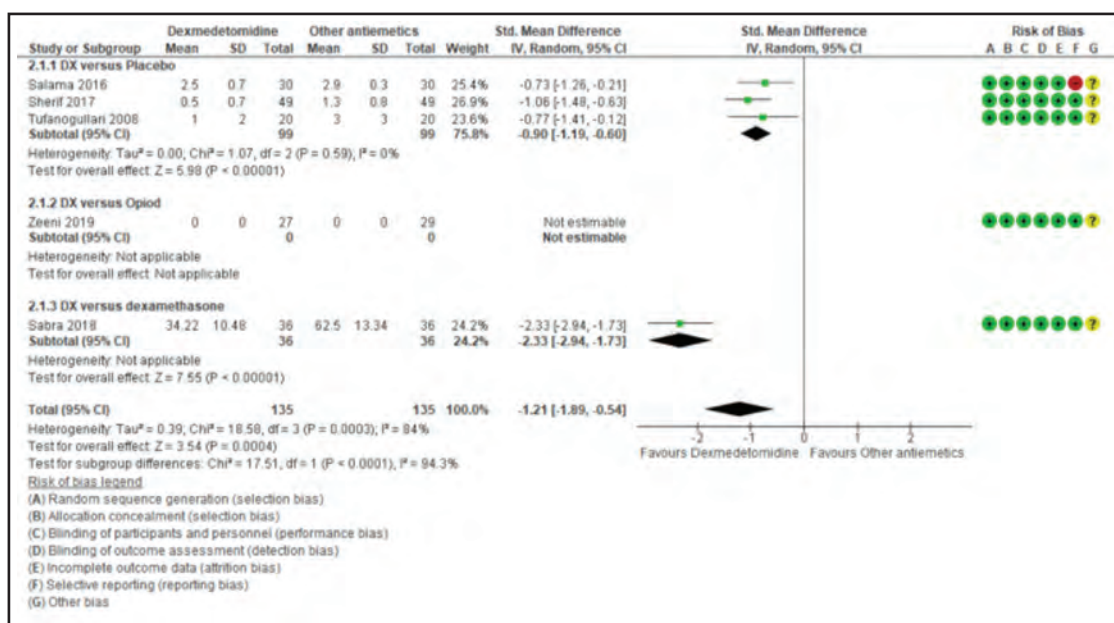 Dexmedetomidine Other antiemetics Std. Mean Difference Std. Mean Difference Risk of Bias
Study or Subgroup Mean SD Total Mean SD Total Weight IV, Random, 95% CI IV, Random, 95% CI A B C D E F G
2.1.1 DX versus Placebo
Salama 2016 2.5 0.7 30 2.9 0.3 30 25.4% -0.73 [-1.26, -0.21]
Sherif 2017 0.5 0.7 49 1.3 0.8 49 26.9% -1.06 [-1.48, -0.63]
Tufanogullari 2008 1 2 20 3 3 20 23.6% -0.77 [-1.41, -0.12]
Subtotal (95% CI) 99 99 75.8% -0.90 [-1.19, -0.60]
Heterogeneity: Tau² = 0.00; Chi² = 1.07, df = 2 (P = 0.59); I² = 0%
Test for overall effect: Z = 5.98 (P < 0.00001)
2.1.2 DX versus Opiod
Zeeni 2019 0 0 27 0 0 29 Not estimable
Subtotal (95% CI) 0 0 Not estimable
Heterogeneity: Not applicable
Test for overall effect: Not applicable
2.1.3 DX versus dexamethasone
Sabra 2018 34.22 10.48 36 62.5 13.34 36 24.2% -2.33 [-2.94, -1.73]
Subtotal (95% CI) 36 36 24.2% -2.33 [-2.94, -1.73]
Heterogeneity: Not applicable
Test for overall effect: Z = 7.55 (P < 0.00001)
Total (95% CI) 135 135 100.0% -1.21 [-1.89, -0.54]
Heterogeneity: Tau² = 0.39; Chi² = 18.58, df = 3 (P = 0.0003); I² = 84%
Test for overall effect: Z = 3.54 (P = 0.0004)
Test for subgroup differences: Chi² = 17.51, df = 1 (P < 0.0001), I² = 94.3%
-2 -1 0 1 2
Favours Dexmedetomidine Favours Other antiemetics
Risk of bias legend
(A) Random sequence generation (selection bias)
(B) Allocation concealment (selection bias)
(C) Blinding of participants and personnel (performance bias)
(D) Blinding of outcome assessment (detection bias)
(E) Incomplete outcome data (attrition bias)
(F) Selective reporting (reporting bias)
(G) Other bias